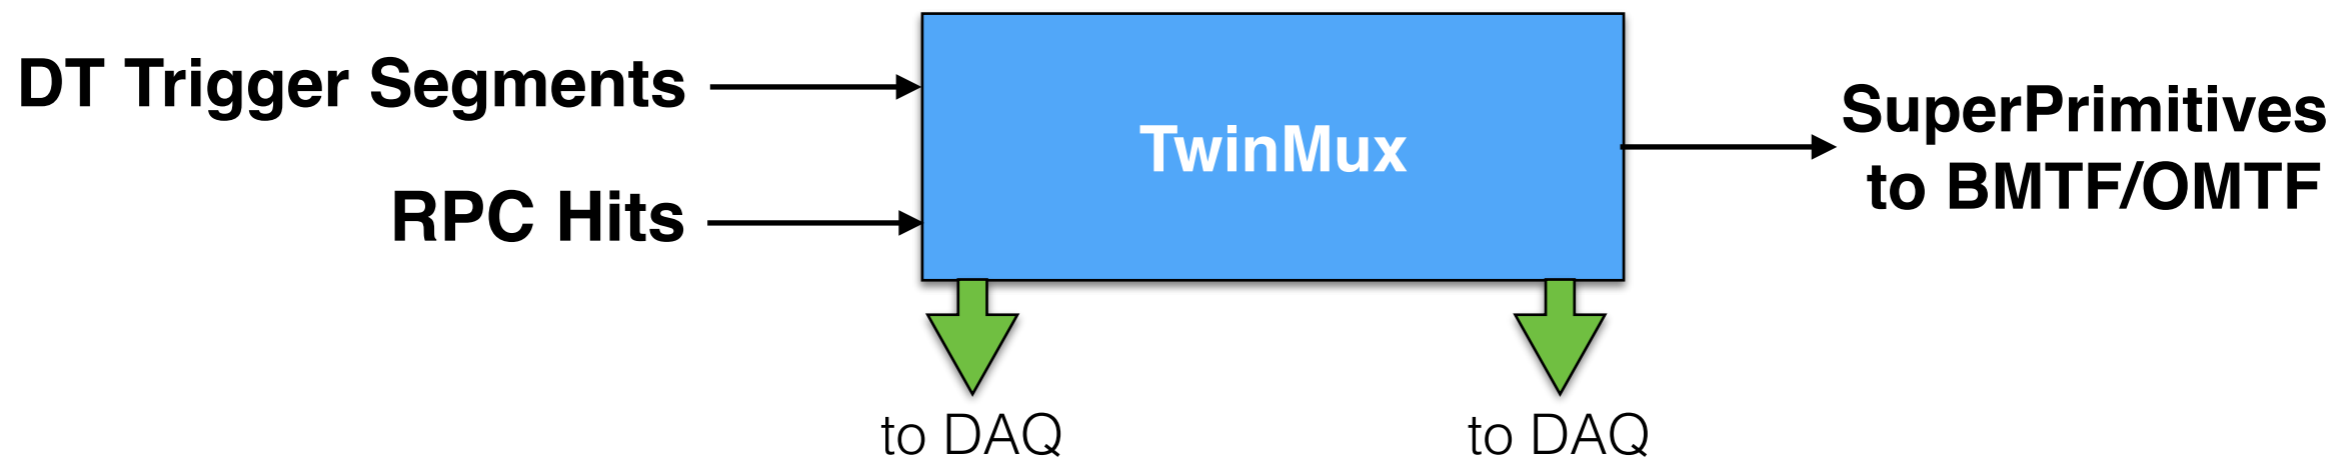 DT Trigger Segments
RPC Hits
TwinMux
SuperPrimitives
to BMTF/OMTF
to DAQ
to DAQ